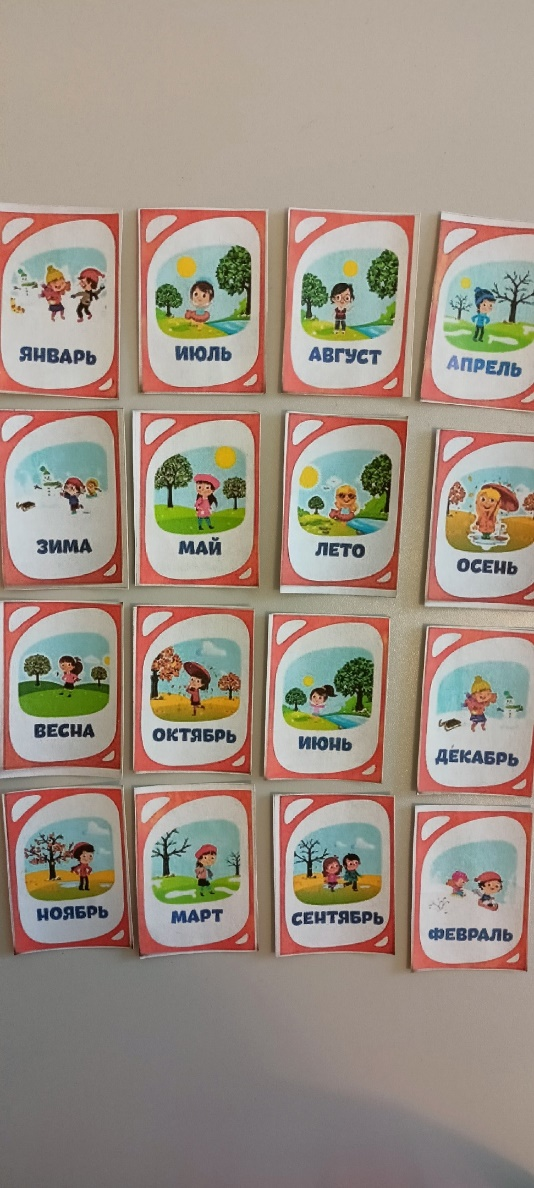 ЯНВАРЬ
ИЮЛЬ
АВГУСТ
АПРЕЛЬ
ЗИМА
МАЙ
ЛЕТО
ОСЕНЬ
ВЕСНА
ОКТЯБРЬ
ИЮНЬ
ДЕКАБРЬ
НОЯБРЬ
МАРТ
СЕНТЯБРЬ
ФЕВРАЛЬ